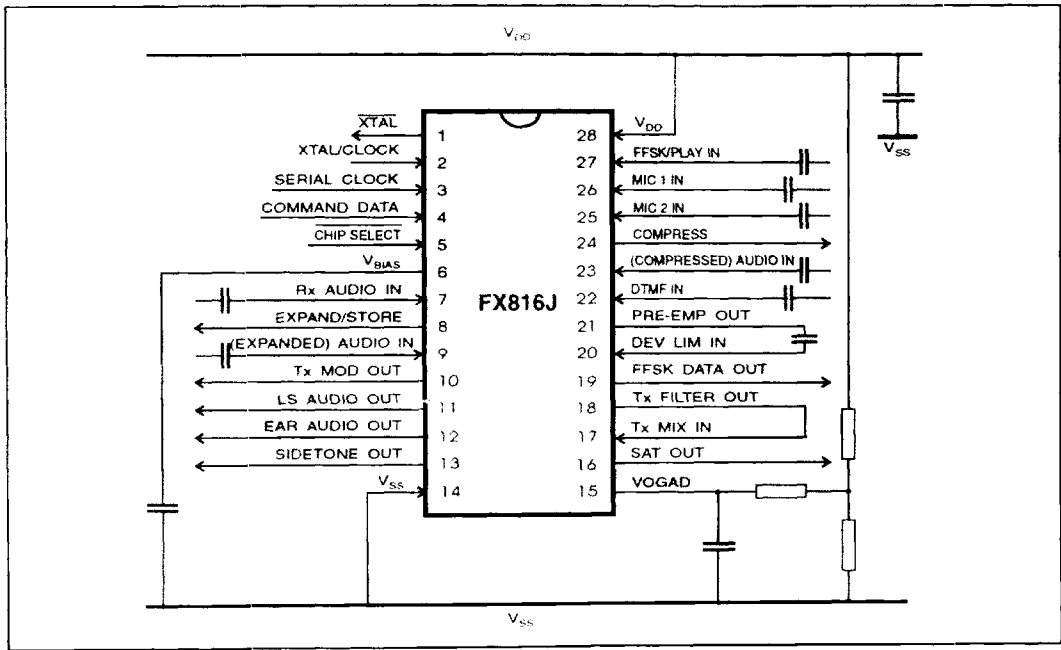 VDD
VSS
XTAL 1
XTAL/CLOCK 2
SERIAL CLOCK 3
COMMAND DATA 4
CHIP SELECT 5
VBIAS 6
Rx AUDIO IN 7
EXPAND/STORE 8
(EXPANDED) AUDIO IN 9
Tx MOD OUT 10
LS AUDIO OUT 11
EAR AUDIO OUT 12
SIDETONE OUT 13
VSS 14
FX816J
28 VDD
27 FFSK/PLAY IN
26 MIC 1 IN
25 MIC 2 IN
24 COMPRESS
23 (COMPRESSED) AUDIO IN
22 DTMF IN
21 PRE-EMP OUT
20 DEV LIM IN
19 FFSK DATA OUT
18 Tx FILTER OUT
17 Tx MIX IN
16 SAT OUT
15 VOGAD
VSS